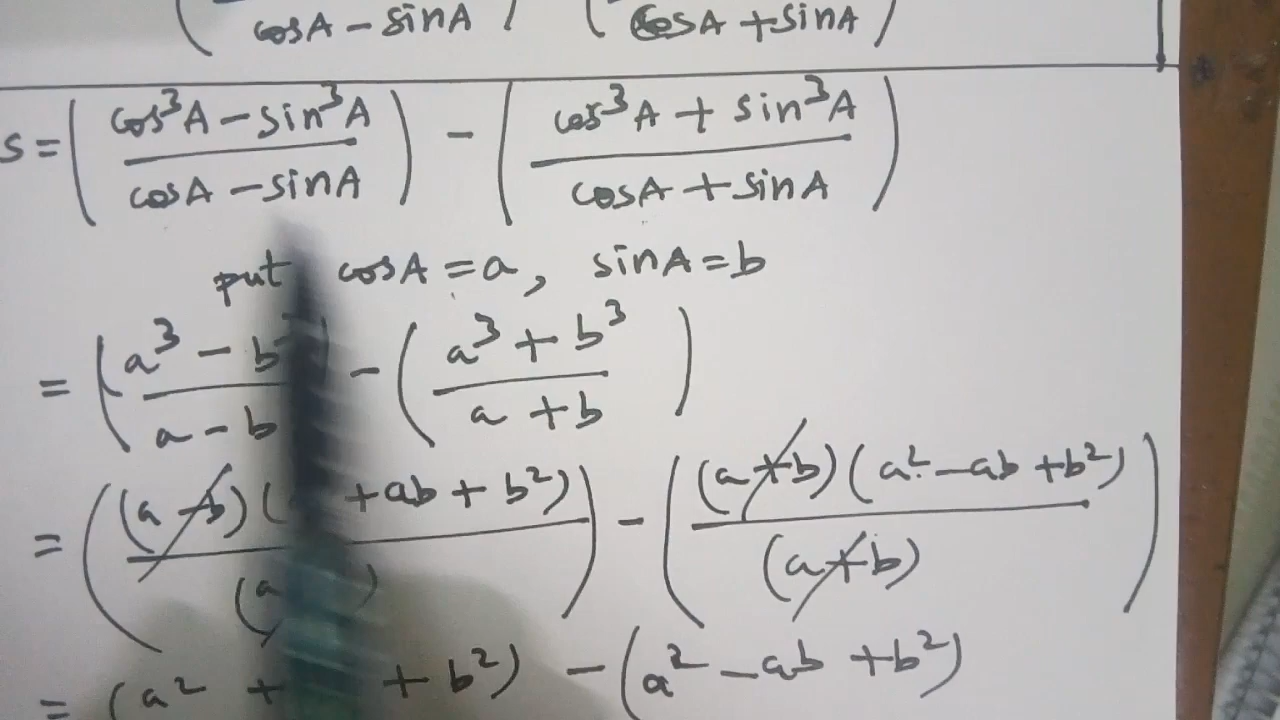 cosA - sinA) (cosA + sinA)
s = (cos³A - sin³A / cosA - sinA) - (cos³A + sin³A / cosA + sinA)
put cosA = a, sinA = b
= (a³ - b / a - b - (a³ + b³ / a + b)
= ((a - b)( + ab + b²) / (a ) - ((a + b)(a² - ab + b²) / (a + b))
= (a² + + b²) - (a² - ab + b²)